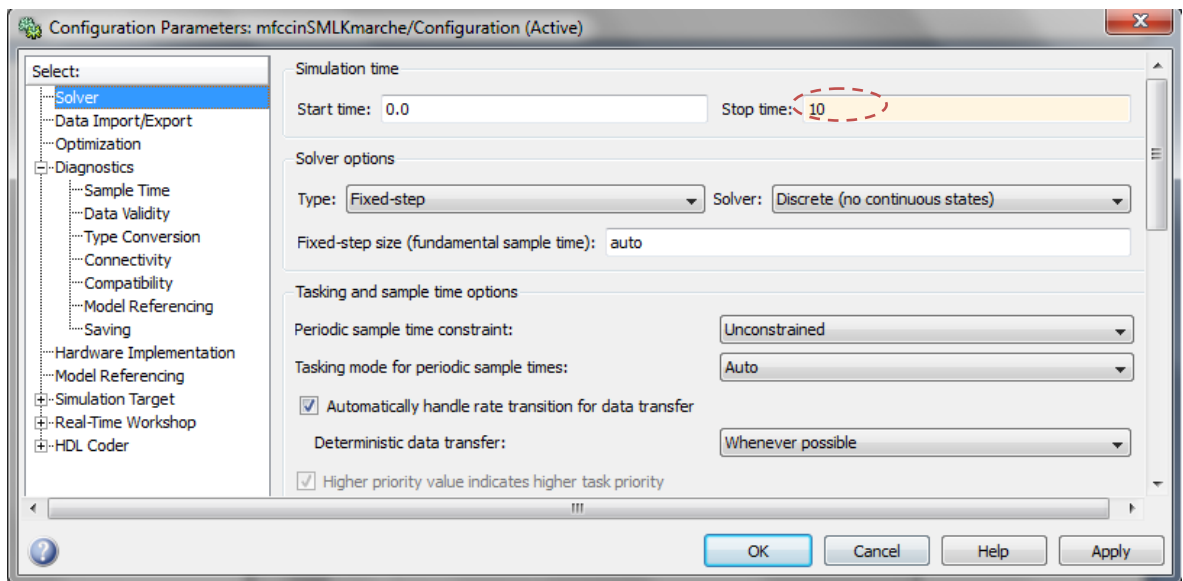 Configuration Parameters: mfccinSMLKmarche/Configuration (Active)
Select:
Solver
Data Import/Export
Optimization
Diagnostics
Sample Time
Data Validity
Type Conversion
Connectivity
Compatibility
Model Referencing
Saving
Hardware Implementation
Model Referencing
Simulation Target
Real-Time Workshop
HDL Coder
Simulation time
Start time: 0.0 Stop time: 10
Solver options
Type: Fixed-step Solver: Discrete (no continuous states)
Fixed-step size (fundamental sample time): auto
Tasking and sample time options
Periodic sample time constraint: Unconstrained
Tasking mode for periodic sample times: Auto
Automatically handle rate transition for data transfer
Deterministic data transfer: Whenever possible
Higher priority value indicates higher task priority
OK Cancel Help Apply